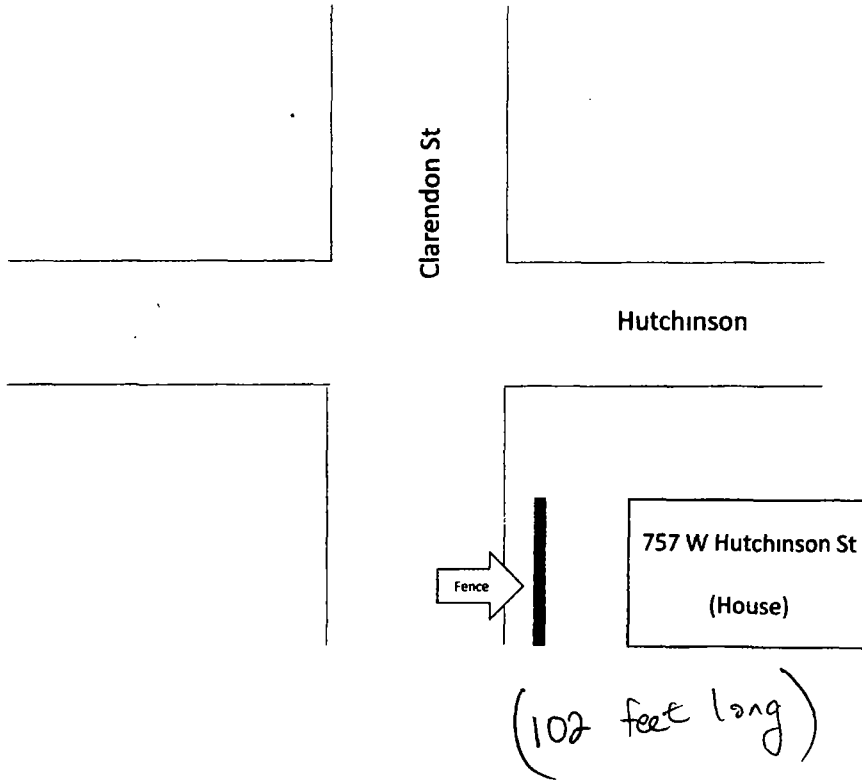 Clarendon St
Hutchinson
757 W Hutchinson St
(House)
Fence
(102 feet long)